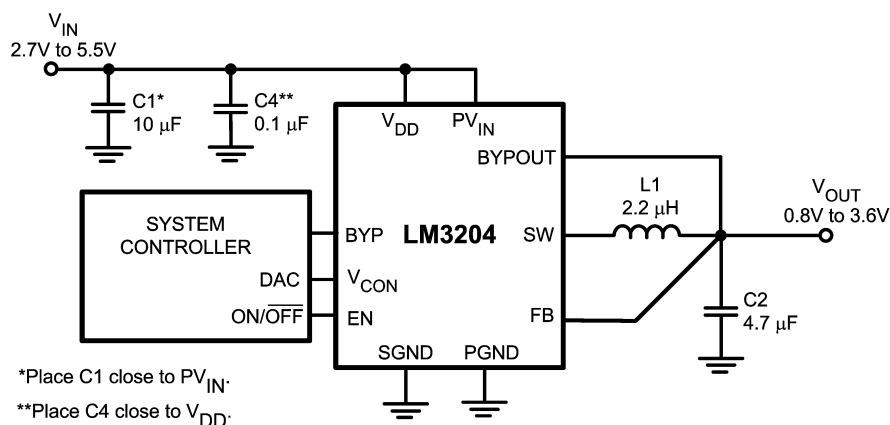 V_IN
2.7V to 5.5V
C1*
10 μF
C4**
0.1 μF
V_DD
PV_IN
BYPOUT
L1
2.2 μH
V_OUT
0.8V to 3.6V
SYSTEM
CONTROLLER
BYP
LM3204
SW
DAC
V_CON
ON/O̅F̅F̅
EN
FB
C2
4.7 μF
SGND
PGND
*Place C1 close to PV_IN.
**Place C4 close to V_DD.